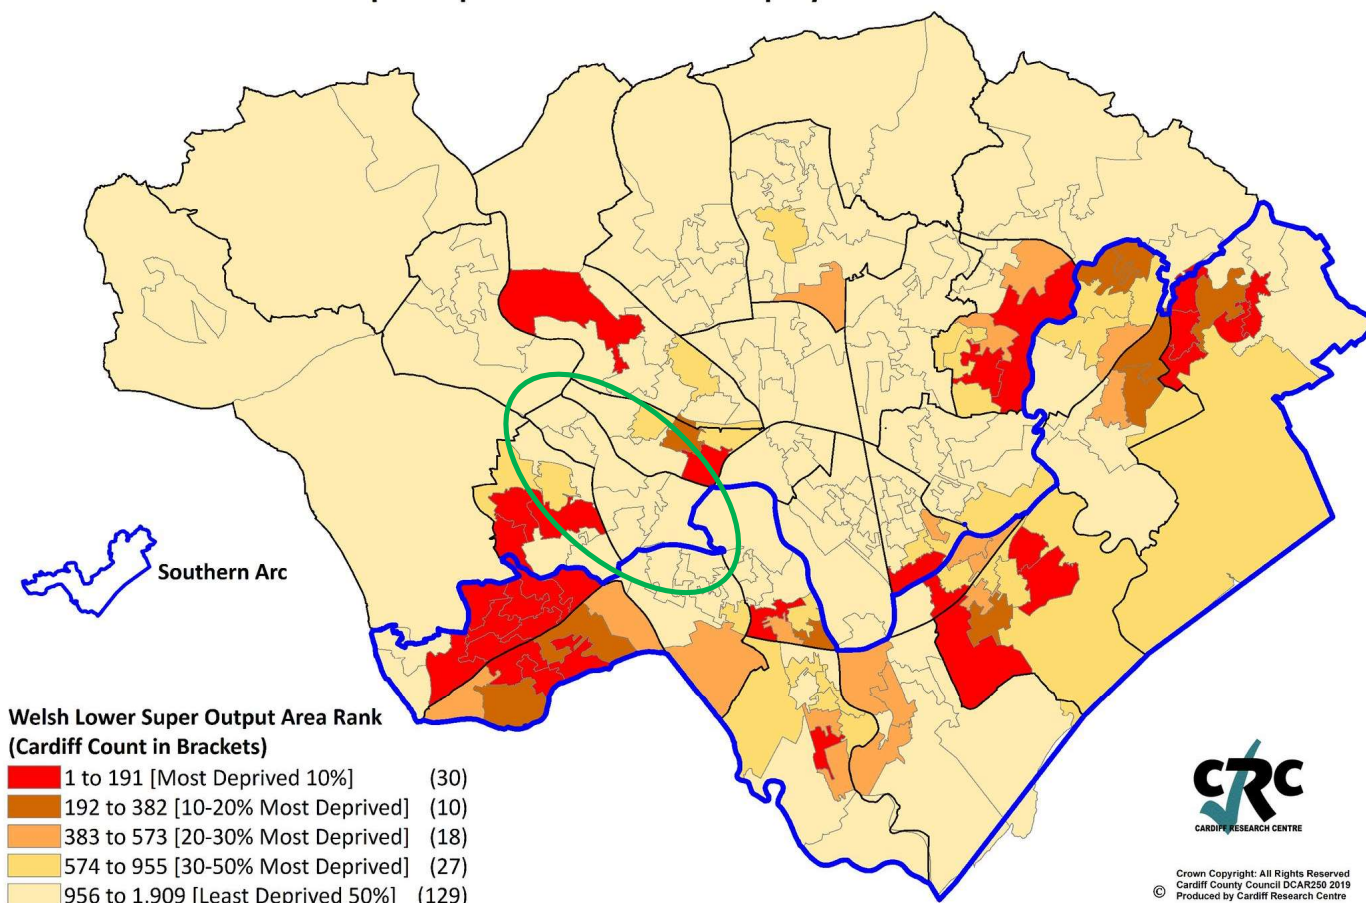 Southern Arc
Welsh Lower Super Output Area Rank
(Cardiff Count in Brackets)
1 to 191 [Most Deprived 10%] (30)
192 to 382 [10-20% Most Deprived] (10)
383 to 573 [20-30% Most Deprived] (18)
574 to 955 [30-50% Most Deprived] (27)
956 to 1,909 [Least Deprived 50%] (129)
CRC
CARDIFF RESEARCH CENTRE
Crown Copyright: All Rights Reserved
Cardiff County Council DCAR250 2019
© Produced by Cardiff Research Centre